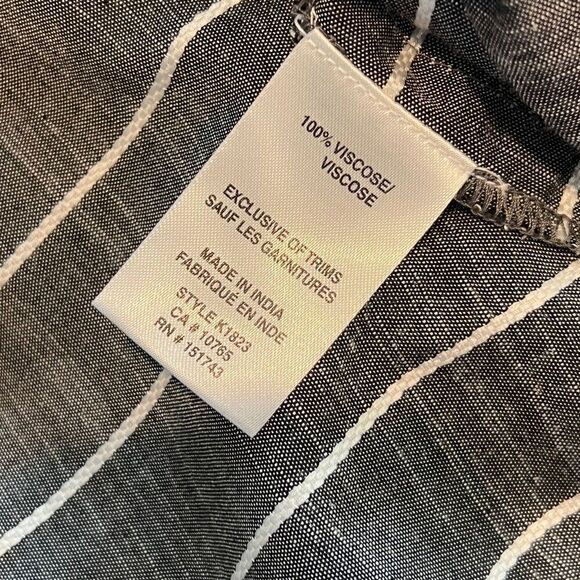 100% VISCOSE/
VISCOSE
EXCLUSIVE OF TRIMS
SAUF LES GARNITURES
MADE IN INDIA
FABRIQUÉ EN INDE
STYLE K1823
CA # 10765
RN # 151743